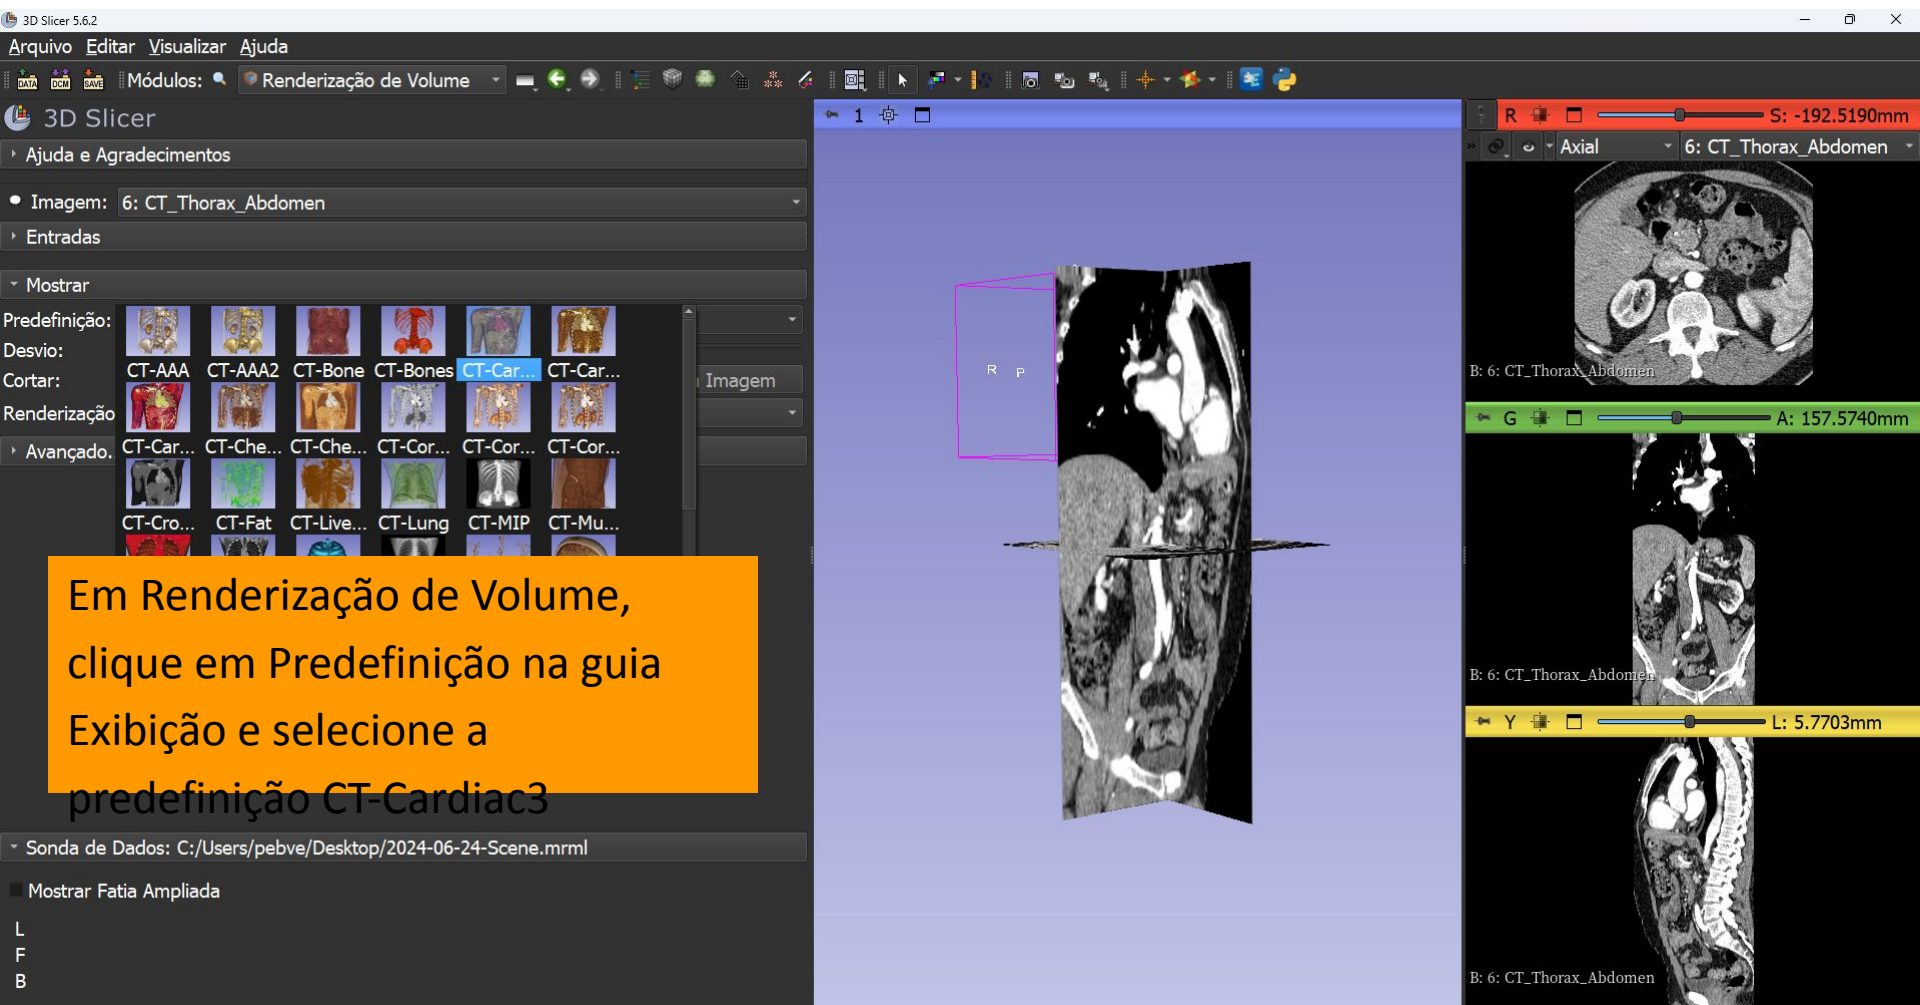 3D Slicer 5.6.2
Arquivo Editar Visualizar Ajuda
DATA DCM SAVE Módulos: Renderização de Volume
3D Slicer
Ajuda e Agradecimentos
Imagem: 6: CT_Thorax_Abdomen
Entradas
Mostrar
Predefinição:
Desvio:
Cortar:
Imagem
Renderização
Avançado.
CT-AAA CT-AAA2 CT-Bone CT-Bones CT-Car... CT-Car...
CT-Car... CT-Che... CT-Che... CT-Cor... CT-Cor... CT-Cor...
CT-Cro... CT-Fat CT-Live... CT-Lung CT-MIP CT-Mu...
Em Renderização de Volume,
clique em Predefinição na guia
Exibição e selecione a
predefinição CT-Cardiac3
Sonda de Dados: C:/Users/pebve/Desktop/2024-06-24-Scene.mrml
Mostrar Fatia Ampliada
L
F
B
1
R P
R S: -192.5190mm
Axial 6: CT_Thorax_Abdomen
B: 6: CT_Thorax_Abdomen
G A: 157.5740mm
B: 6: CT_Thorax_Abdomen
Y L: 5.7703mm
B: 6: CT_Thorax_Abdomen